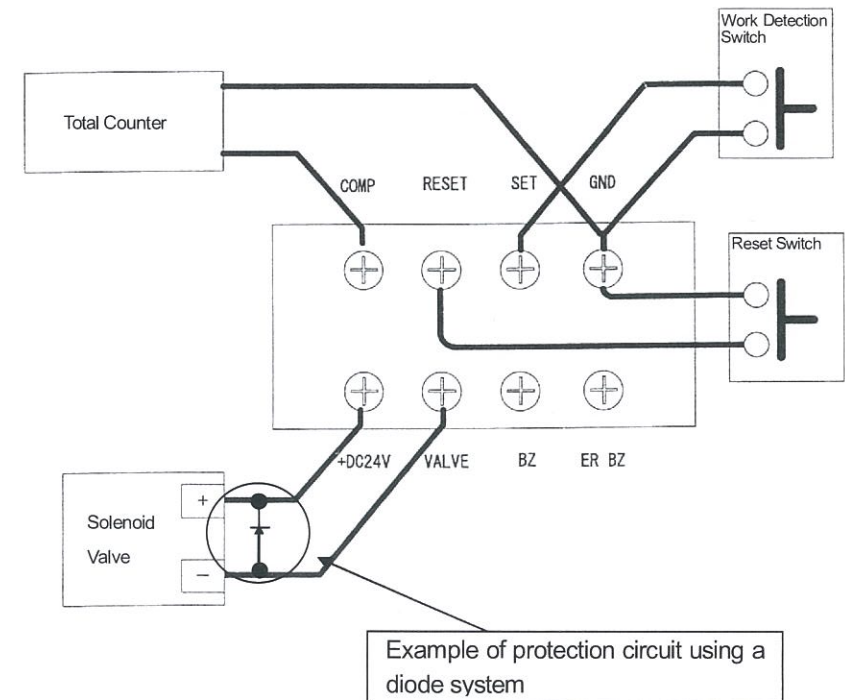 Work Detection
Switch
Total Counter
COMP RESET SET GND
Reset Switch
+DC24V VALVE BZ ER BZ
+
Solenoid
Valve
−
Example of protection circuit using a
diode system